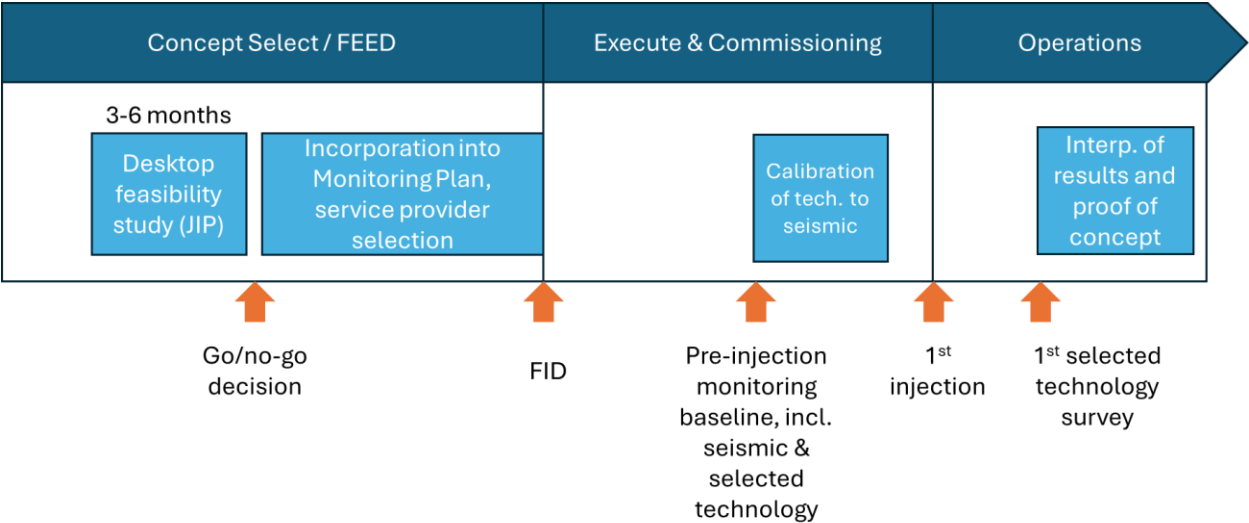 Concept Select / FEED
Execute & Commissioning
Operations
3-6 months
Desktop
feasibility
study (JIP)
Incorporation into
Monitoring Plan,
service provider
selection
Calibration
of tech. to
seismic
Interp. of
results and
proof of
concept
Go/no-go
decision
FID
Pre-injection
monitoring
baseline, incl.
seismic &
selected
technology
1st
injection
1st selected
technology
survey